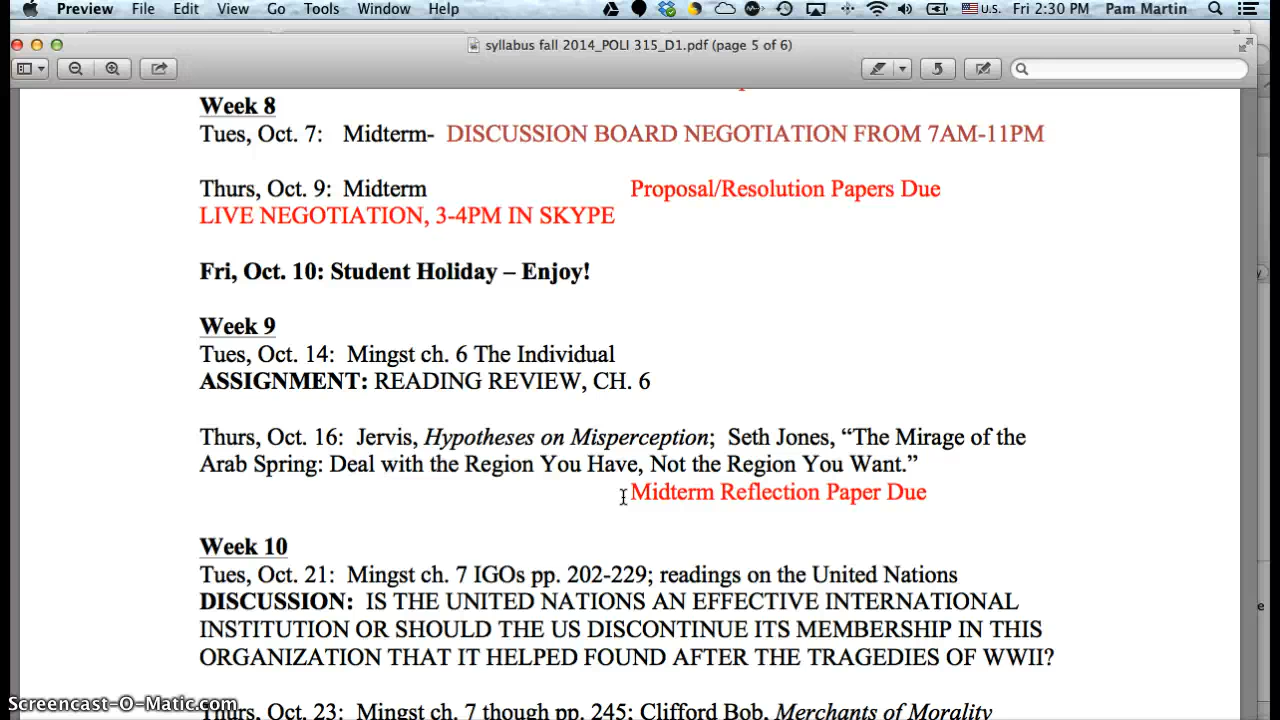 Preview File Edit View Go Tools Window Help U.S. Fri 2:30 PM Pam Martin
syllabus fall 2014_POLI 315_D1.pdf (page 5 of 6)
Week 8
Tues, Oct. 7: Midterm- DISCUSSION BOARD NEGOTIATION FROM 7AM-11PM
Thurs, Oct. 9: Midterm Proposal/Resolution Papers Due
LIVE NEGOTIATION, 3-4PM IN SKYPE
Fri, Oct. 10: Student Holiday – Enjoy!
Week 9
Tues, Oct. 14: Mingst ch. 6 The Individual
ASSIGNMENT: READING REVIEW, CH. 6
Thurs, Oct. 16: Jervis, Hypotheses on Misperception; Seth Jones, “The Mirage of the
Arab Spring: Deal with the Region You Have, Not the Region You Want.”
Midterm Reflection Paper Due
Week 10
Tues, Oct. 21: Mingst ch. 7 IGOs pp. 202-229; readings on the United Nations
DISCUSSION: IS THE UNITED NATIONS AN EFFECTIVE INTERNATIONAL
INSTITUTION OR SHOULD THE US DISCONTINUE ITS MEMBERSHIP IN THIS
ORGANIZATION THAT IT HELPED FOUND AFTER THE TRAGEDIES OF WWII?
Thurs, Oct. 23: Mingst ch. 7 though pp. 245; Clifford Bob, Merchants of Morality
Screencast-O-Matic.com